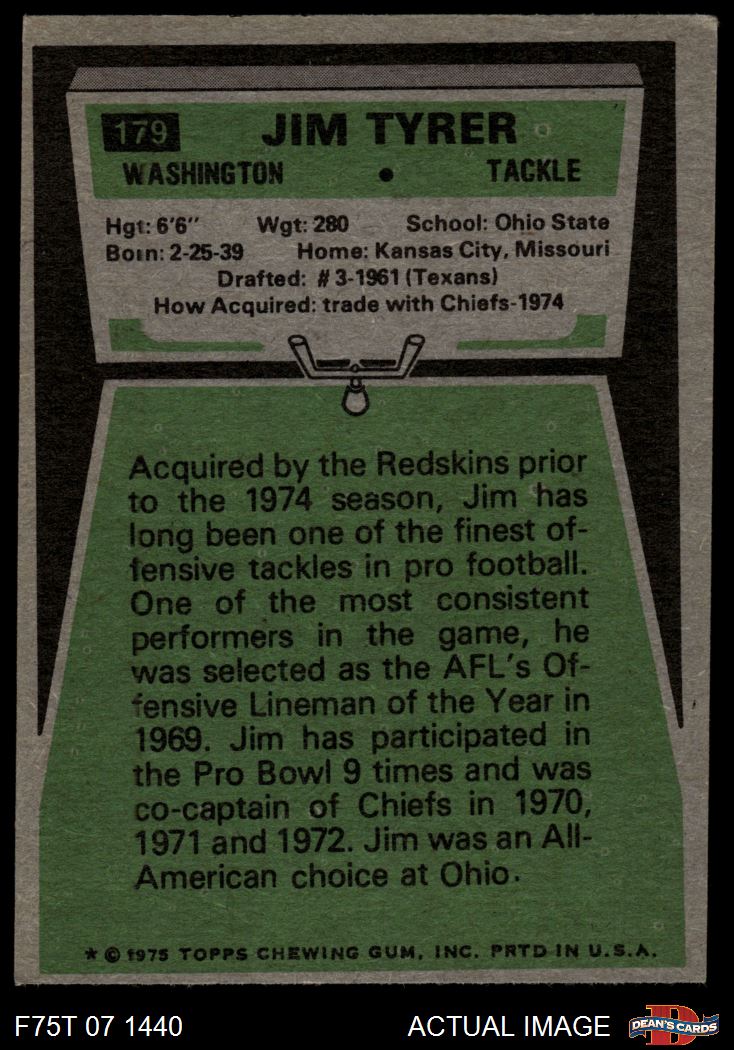 179 JIM TYRER
WASHINGTON • TACKLE
Hgt: 6'6" Wgt: 280 School: Ohio State
Born: 2-25-39 Home: Kansas City, Missouri
Drafted: #3-1961 (Texans)
How Acquired: trade with Chiefs-1974
Acquired by the Redskins prior
to the 1974 season, Jim has
long been one of the finest of-
fensive tackles in pro football.
One of the most consistent
performers in the game, he
was selected as the AFL's Of-
fensive Lineman of the Year in
1969. Jim has participated in
the Pro Bowl 9 times and was
co-captain of Chiefs in 1970,
1971 and 1972. Jim was an All-
American choice at Ohio.
* © 1975 TOPPS CHEWING GUM, INC. PRTD IN U.S.A.
F75T 07 1440 ACTUAL IMAGE D DEAN'S CARDS